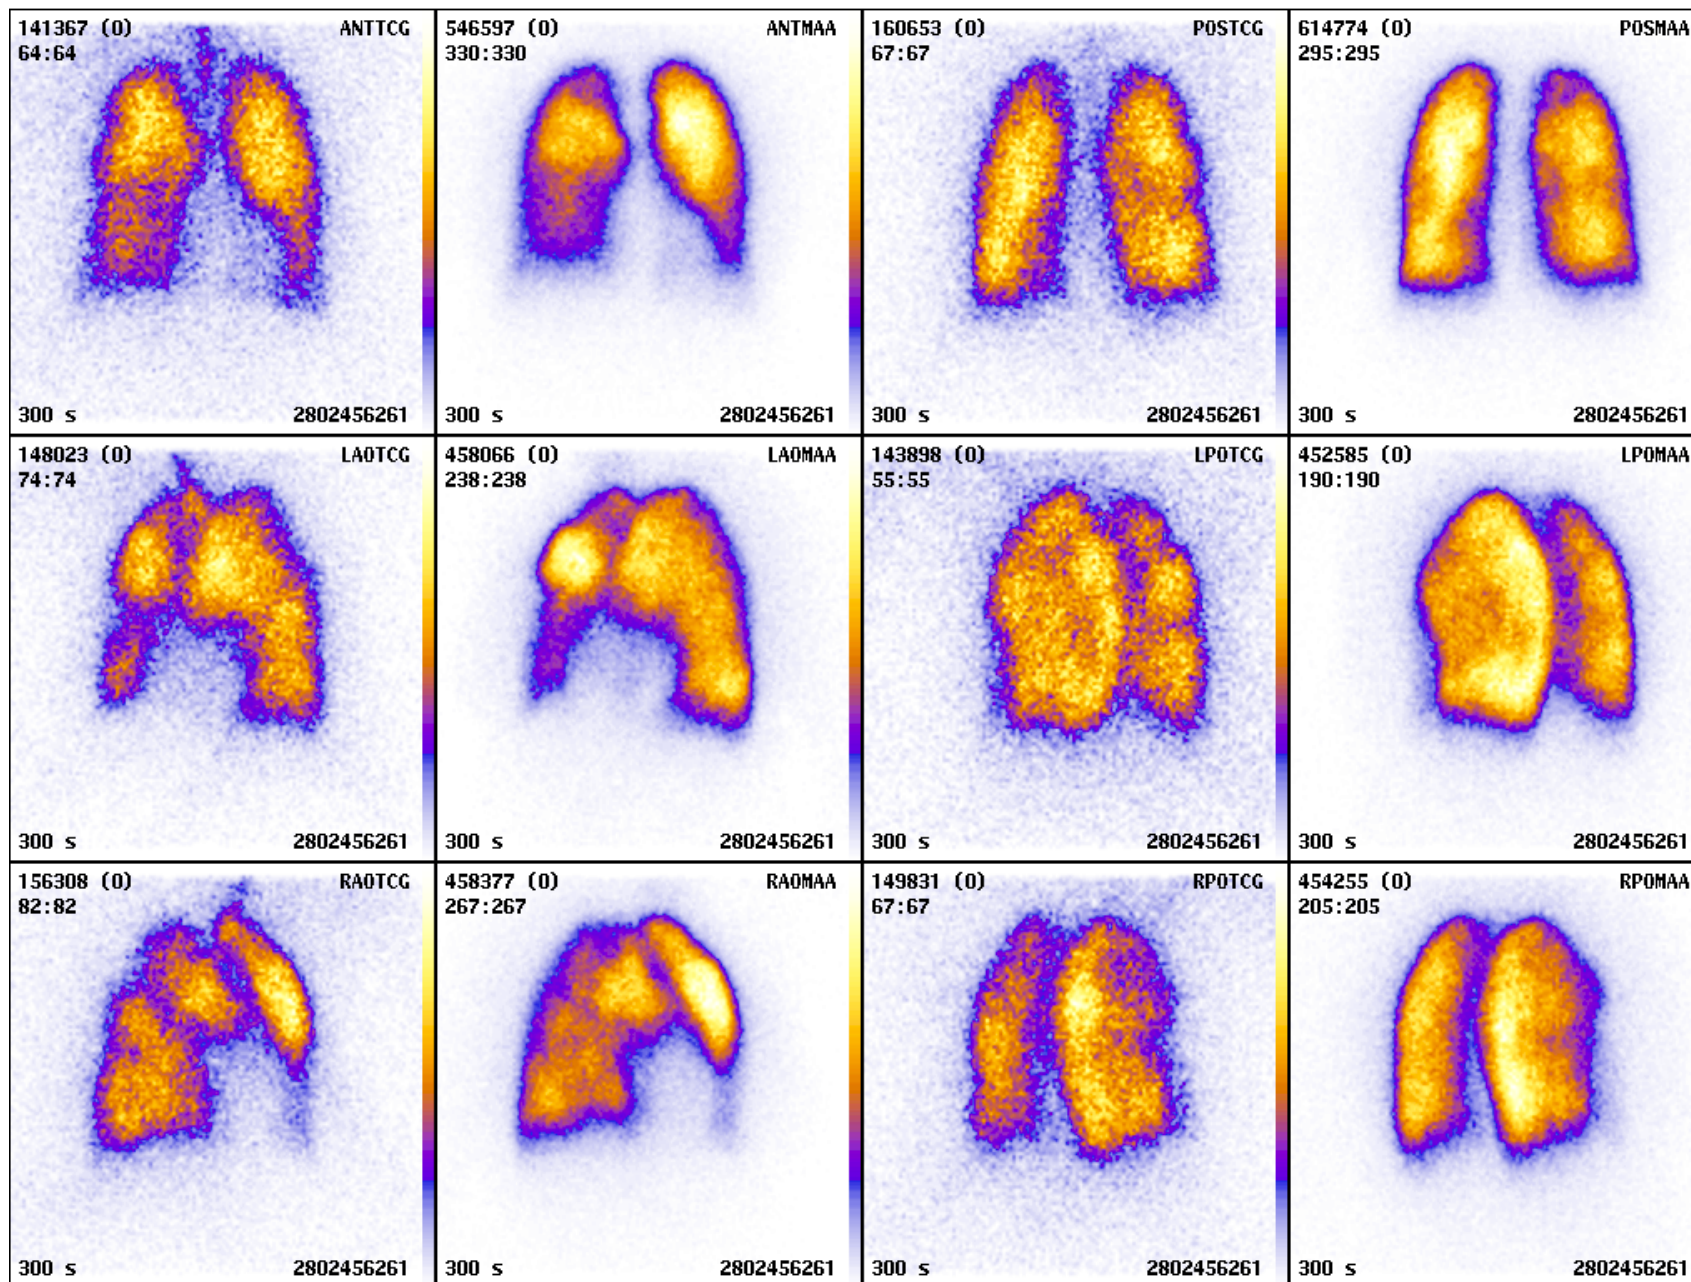 141367 (0) ANTTCG
64:64
300 s 2802456261
546597 (0) ANTMAA
330:330
300 s 2802456261
160653 (0) POSTCG
67:67
300 s 2802456261
614774 (0) POSMAA
295:295
300 s 2802456261
148023 (0) LAOTCG
74:74
300 s 2802456261
458066 (0) LAOMAA
238:238
300 s 2802456261
143898 (0) LPOTCG
55:55
300 s 2802456261
452585 (0) LPOMAA
190:190
300 s 2802456261
156308 (0) RAOTCG
82:82
300 s 2802456261
458377 (0) RAOMAA
267:267
300 s 2802456261
149831 (0) RPOTCG
67:67
300 s 2802456261
454255 (0) RPOMAA
205:205
300 s 2802456261